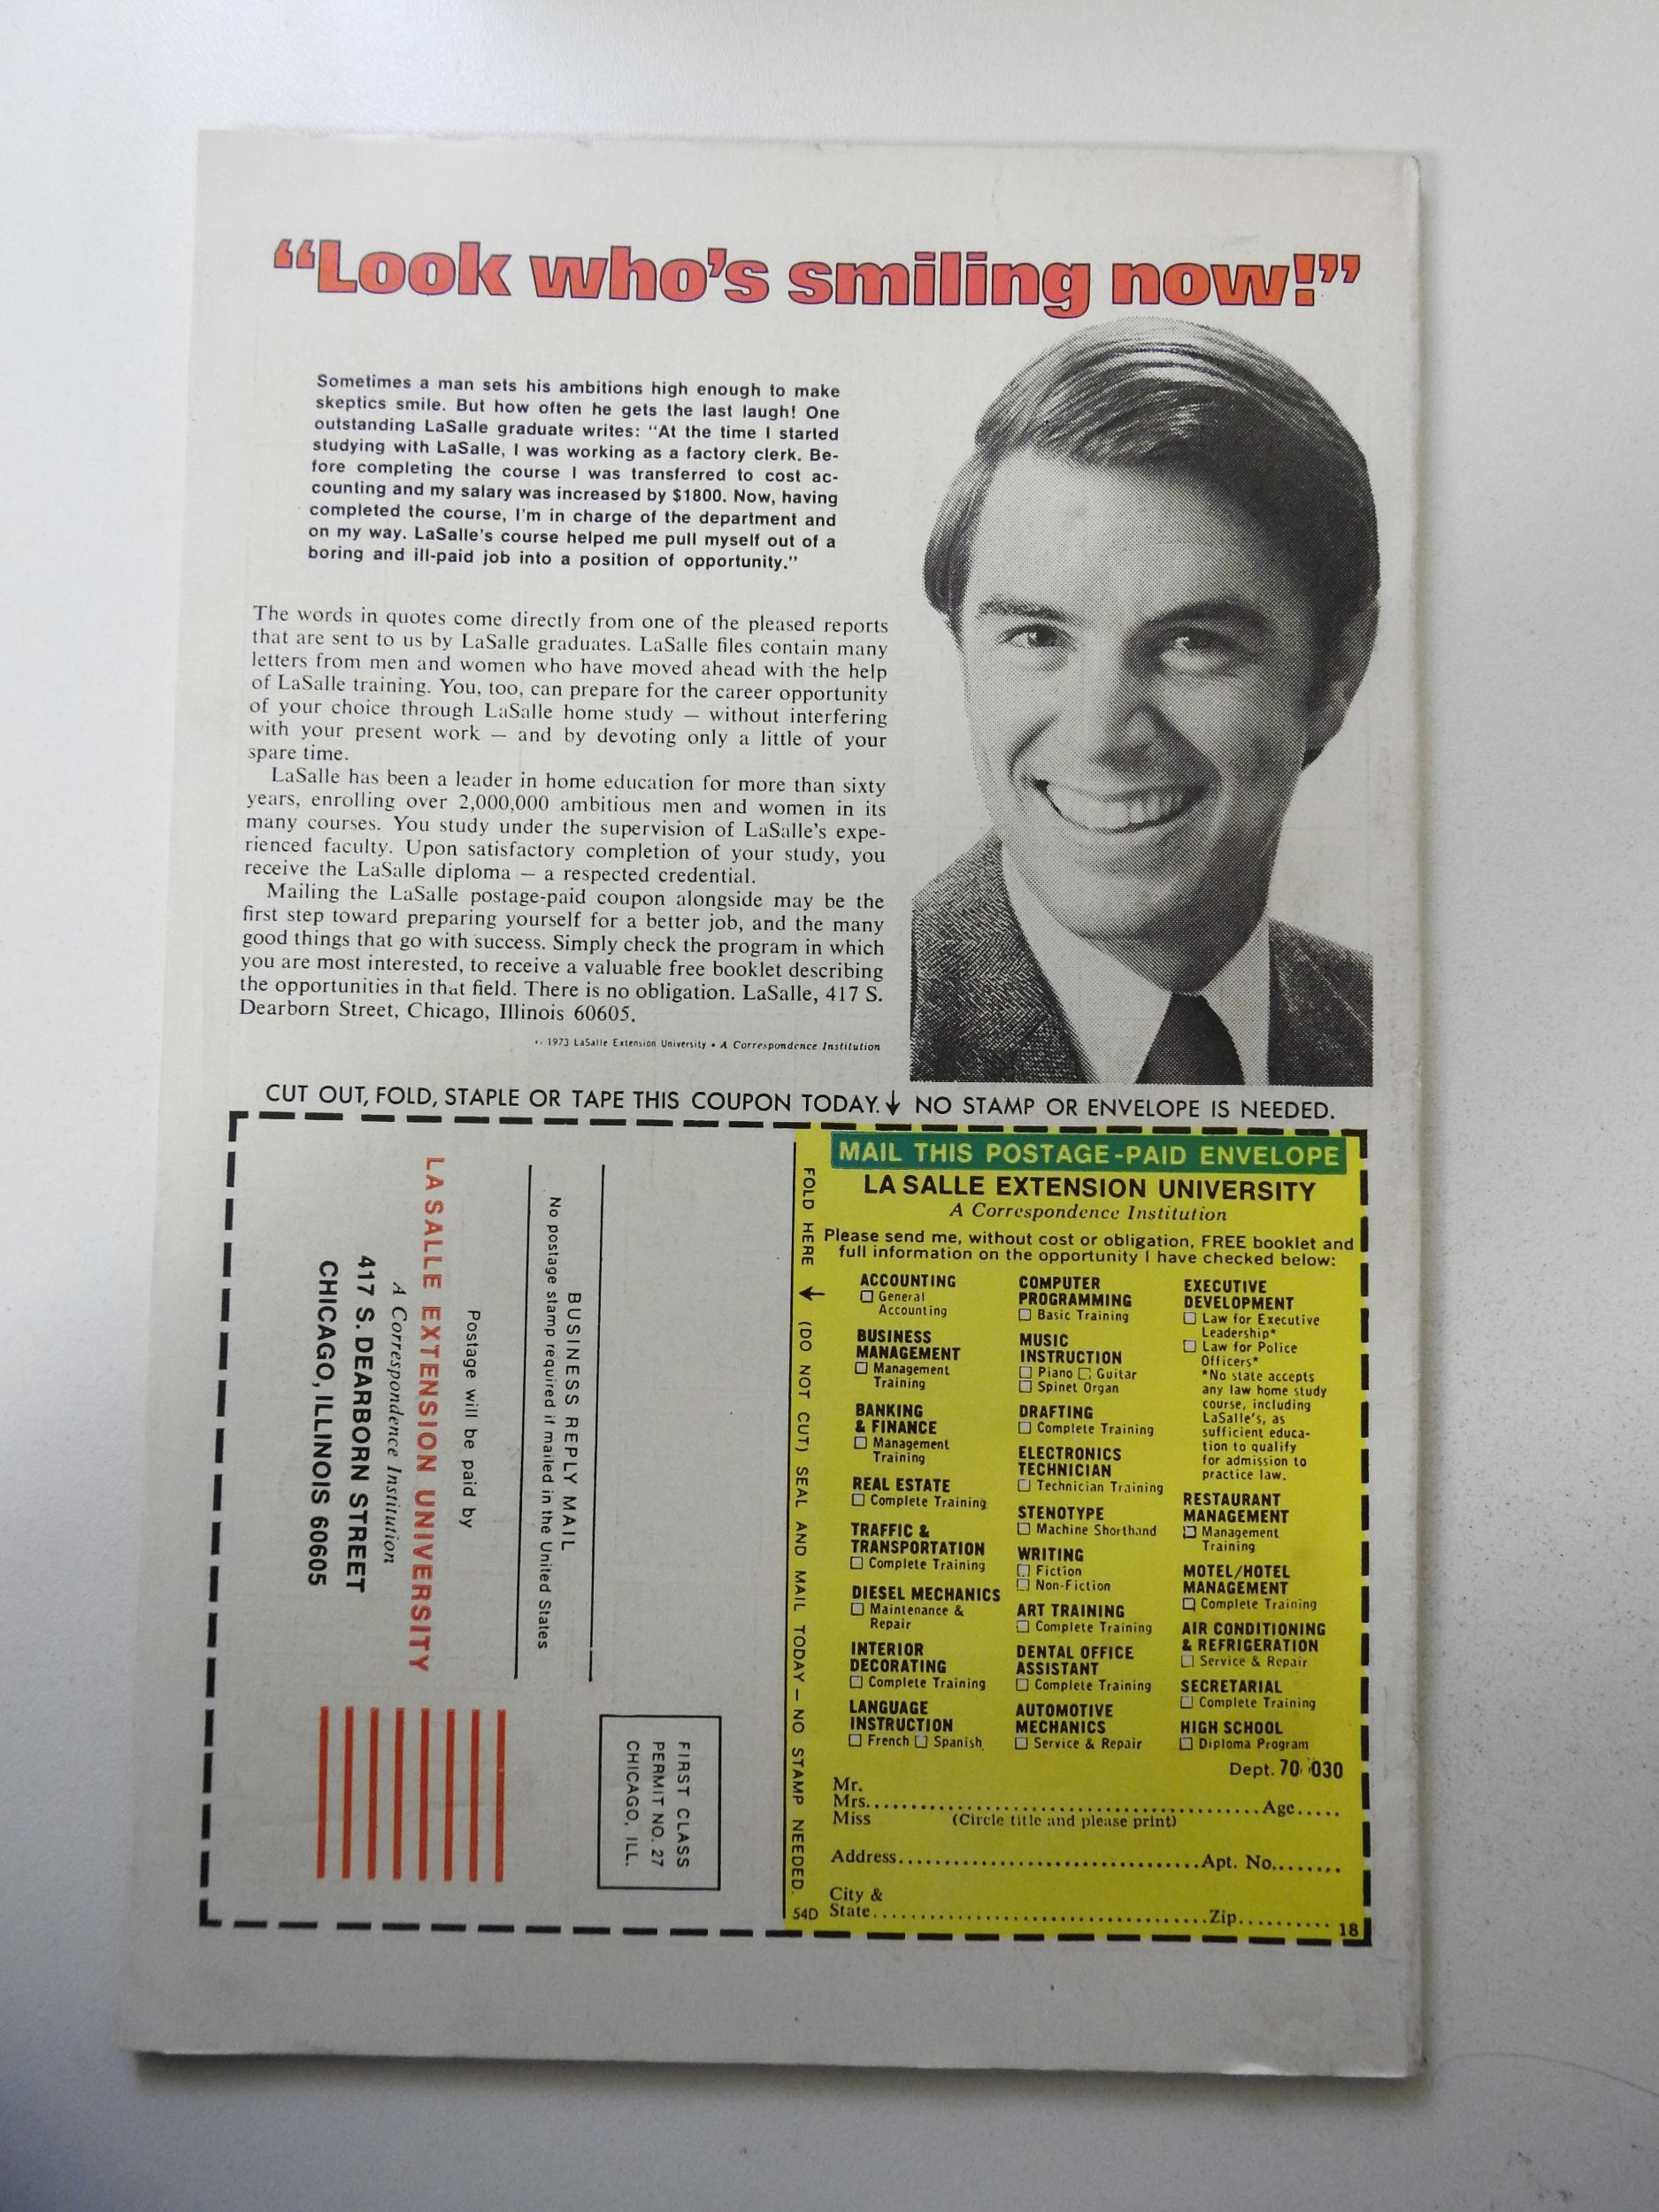 “Look who’s smiling now!”
Sometimes a man sets his ambitions high enough to make
skeptics smile. But how often he gets the last laugh! One
outstanding LaSalle graduate writes: “At the time I started
studying with LaSalle, I was working as a factory clerk. Be-
fore completing the course I was transferred to cost ac-
counting and my salary was increased by $1800. Now, having
completed the course, I'm in charge of the department and
on my way. LaSalle's course helped me pull myself out of a
boring and ill-paid job into a position of opportunity.”
The words in quotes come directly from one of the pleased reports
that are sent to us by LaSalle graduates. LaSalle files contain many
letters from men and women who have moved ahead with the help
of LaSalle training. You, too, can prepare for the career opportunity
of your choice through LaSalle home study — without interfering
with your present work — and by devoting only a little of your
spare time.
LaSalle has been a leader in home education for more than sixty
years, enrolling over 2,000,000 ambitious men and women in its
many courses. You study under the supervision of LaSalle's expe-
rienced faculty. Upon satisfactory completion of your study, you
receive the LaSalle diploma — a respected credential.
Mailing the LaSalle postage-paid coupon alongside may be the
first step toward preparing yourself for a better job, and the many
good things that go with success. Simply check the program in which
you are most interested, to receive a valuable free booklet describing
the opportunities in that field. There is no obligation. LaSalle, 417 S.
Dearborn Street, Chicago, Illinois 60605.
1973 LaSalle Extension University • A Correspondence Institution
CUT OUT, FOLD, STAPLE OR TAPE THIS COUPON TODAY.↓ NO STAMP OR ENVELOPE IS NEEDED.
FIRST CLASS
PERMIT NO. 27
CHICAGO, ILL.
BUSINESS REPLY MAIL
No postage stamp required if mailed in the United States
Postage will be paid by
LA SALLE EXTENSION UNIVERSITY
A Correspondence Institution
417 S. DEARBORN STREET
CHICAGO, ILLINOIS 60605
FOLD HERE ↓ (DO NOT CUT) SEAL AND MAIL TODAY — NO STAMP NEEDED.
54D
MAIL THIS POSTAGE-PAID ENVELOPE
LA SALLE EXTENSION UNIVERSITY
A Correspondence Institution
Please send me, without cost or obligation, FREE booklet and
full information on the opportunity I have checked below:
ACCOUNTING
☐ General
Accounting
BUSINESS
MANAGEMENT
☐ Management
Training
BANKING
& FINANCE
☐ Management
Training
REAL ESTATE
☐ Complete Training
TRAFFIC &
TRANSPORTATION
☐ Complete Training
DIESEL MECHANICS
☐ Maintenance &
Repair
INTERIOR
DECORATING
☐ Complete Training
LANGUAGE
INSTRUCTION
☐ French ☐ Spanish
COMPUTER
PROGRAMMING
☐ Basic Training
MUSIC
INSTRUCTION
☐ Piano ☐ Guitar
☐ Spinet Organ
DRAFTING
☐ Complete Training
ELECTRONICS
TECHNICIAN
☐ Technician Training
STENOTYPE
☐ Machine Shorthand
WRITING
☐ Fiction
☐ Non-Fiction
ART TRAINING
☐ Complete Training
DENTAL OFFICE
ASSISTANT
☐ Complete Training
AUTOMOTIVE
MECHANICS
☐ Service & Repair
EXECUTIVE
DEVELOPMENT
☐ Law for Executive
Leadership*
☐ Law for Police
Officers*
*No state accepts
any law home study
course, including
LaSalle's, as
sufficient educa-
tion to qualify
for admission to
practice law.
RESTAURANT
MANAGEMENT
☐ Management
Training
MOTEL/HOTEL
MANAGEMENT
☐ Complete Training
AIR CONDITIONING
& REFRIGERATION
☐ Service & Repair
SECRETARIAL
☐ Complete Training
HIGH SCHOOL
☐ Diploma Program
Dept. 70 030
Mr.
Mrs. Age
Miss (Circle title and please print)
Address Apt. No.
City &
State Zip
18